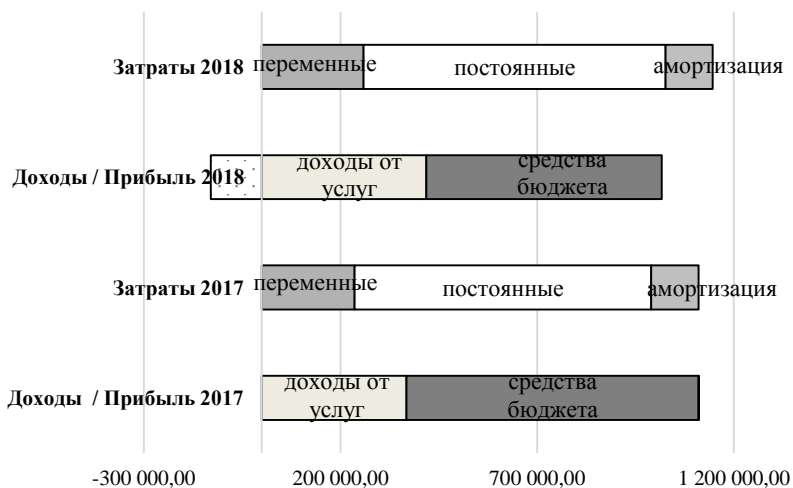 Затраты 2018
переменные
постоянные
амортизация
Доходы / Прибыль 2018
доходы от
услуг
средства
бюджета
Затраты 2017
переменные
постоянные
амортизация
Доходы / Прибыль 2017
доходы от
услуг
средства
бюджета
-300 000,00
200 000,00
700 000,00
1 200 000,00